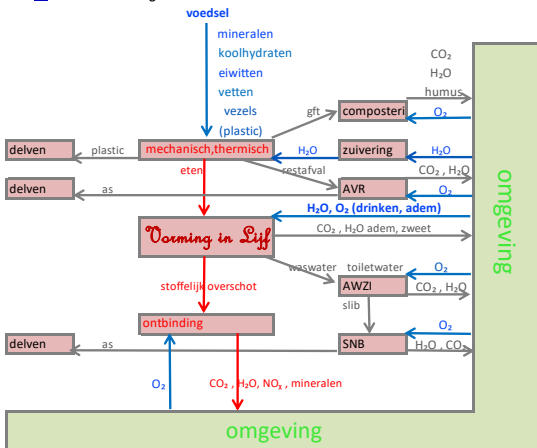 voedsel
mineralen
koolhydraten
eiwitten
vetten
vezels
(plastic)
CO₂
H₂O
humus
gft
composteri
O₂
delven
plastic
mechanisch,thermisch
H₂O
zuivering
H₂O
eten
restafval
CO₂ , H₂O
delven
as
AVR
O₂
H₂O, O₂ (drinken, adem)
Vorming in Lijf
CO₂ , H₂O adem, zweet
waswater toiletwater
O₂
stoffelijk overschot
AWZI
CO₂ , H₂O
slib
ontbinding
O₂
delven
as
SNB
H₂O , CO₂
O₂
CO₂ , H₂O, NOₓ , mineralen
omgeving
omgeving